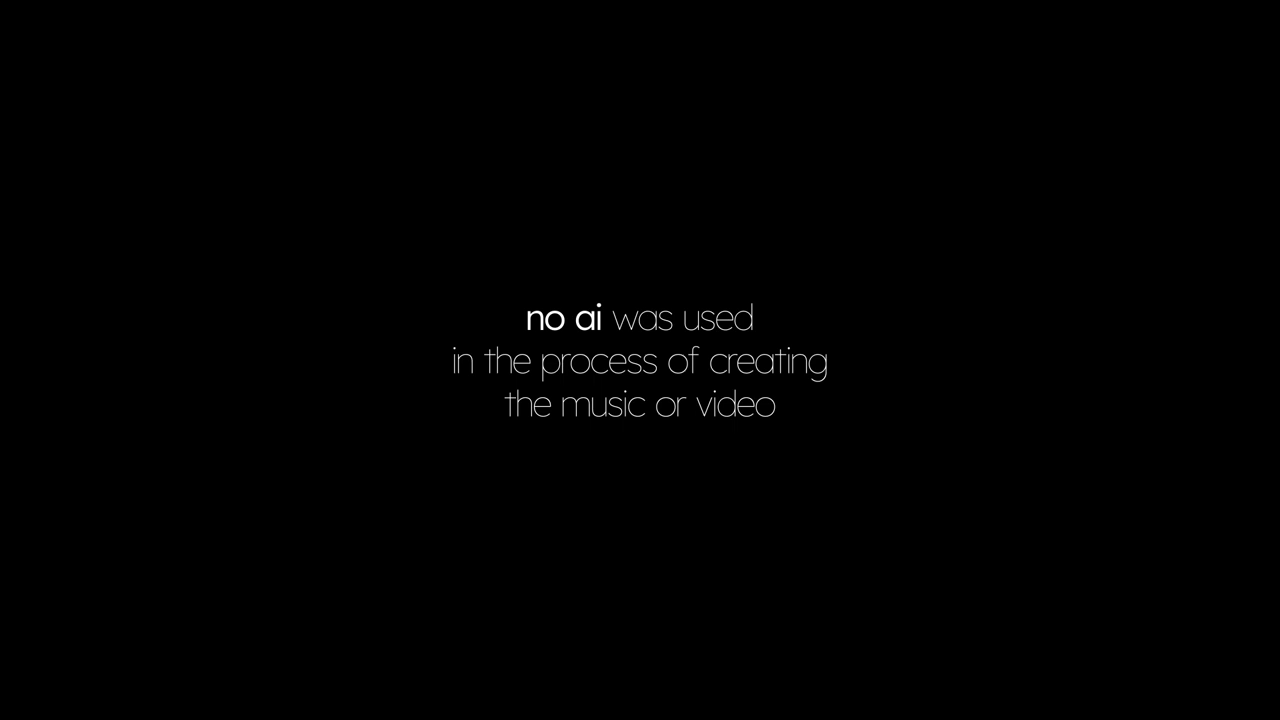 no ai was used
in the process of creating
the music or video